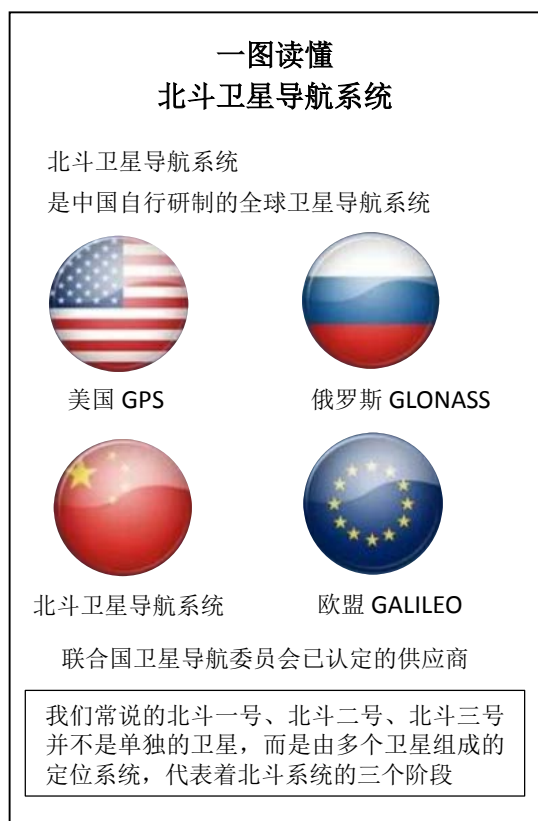 一图读懂
北斗卫星导航系统
北斗卫星导航系统
是中国自行研制的全球卫星导航系统
美国 GPS
俄罗斯 GLONASS
北斗卫星导航系统
欧盟 GALILEO
联合国卫星导航委员会已认定的供应商
我们常说的北斗一号、北斗二号、北斗三号
并不是单独的卫星，而是由多个卫星组成的
定位系统，代表着北斗系统的三个阶段